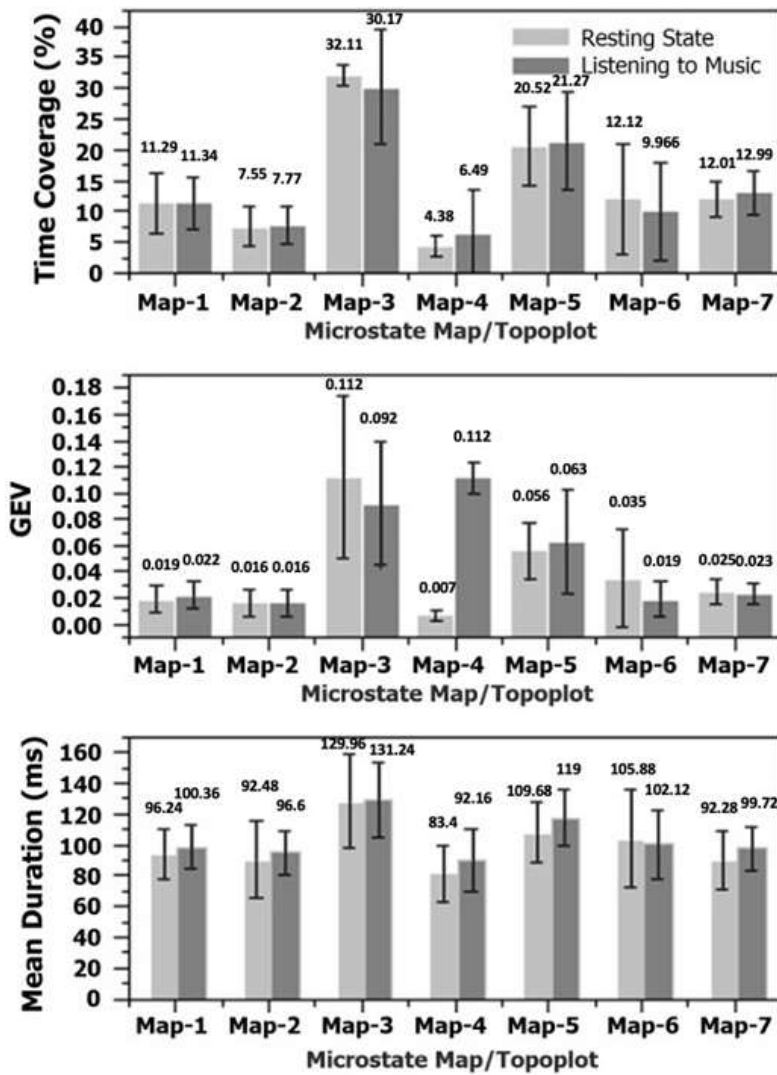 Time Coverage (%)
40
35
30
25
20
15
10
5
0
Resting State
Listening to Music
11.29 11.34 7.55 7.77 32.11 30.17 4.38 6.49 20.52 21.27 12.12 9.966 12.01 12.99
Map-1 Map-2 Map-3 Map-4 Map-5 Map-6 Map-7
Microstate Map/Topoplot
GEV
0.18
0.16
0.14
0.12
0.10
0.08
0.06
0.04
0.02
0.00
0.019 0.022 0.016 0.016 0.112 0.092 0.007 0.112 0.056 0.063 0.035 0.019 0.025 0.023
Map-1 Map-2 Map-3 Map-4 Map-5 Map-6 Map-7
Microstate Map/Topoplot
Mean Duration (ms)
160
140
120
100
80
60
40
20
0
96.24 100.36 92.48 96.6 129.96 131.24 83.4 92.16 109.68 119 105.88 102.12 92.28 99.72
Map-1 Map-2 Map-3 Map-4 Map-5 Map-6 Map-7
Microstate Map/Topoplot